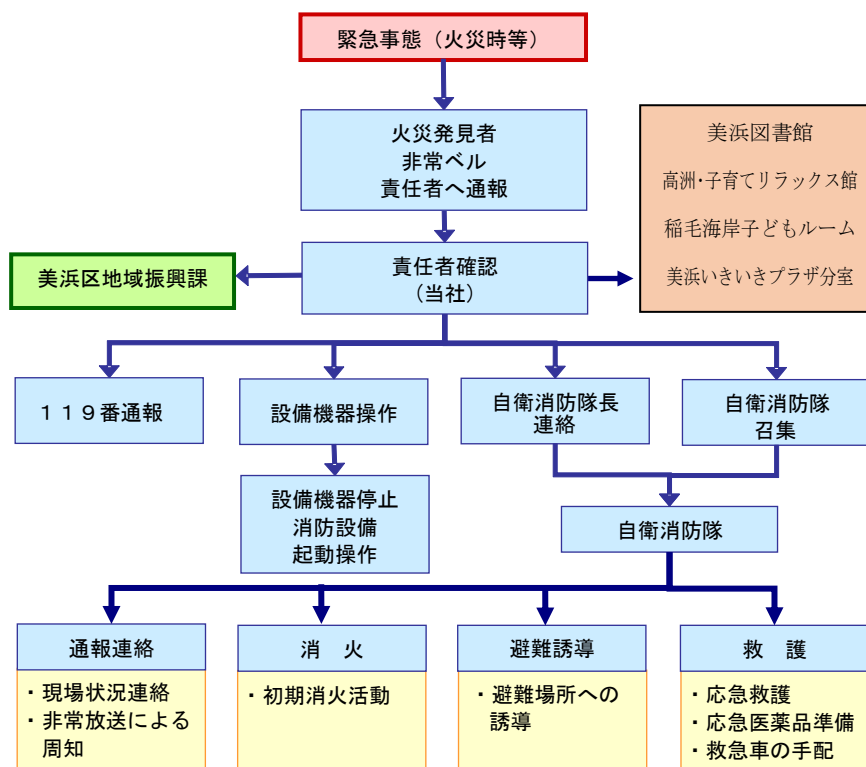 緊急事態（火災時等）
火災発見者
非常ベル
責任者へ通報
美浜図書館
高洲・子育てリラックス館
稲毛海岸子どもルーム
美浜いきいきプラザ分室
美浜区地域振興課
責任者確認
（当社）
１１９番通報
設備機器操作
自衛消防隊長
連絡
自衛消防隊
召集
設備機器停止
消防設備
起動操作
自衛消防隊
通報連絡
・現場状況連絡
・非常放送による
周知
消　火
・初期消火活動
避難誘導
・避難場所への
誘導
救　護
・応急救護
・応急医薬品準備
・救急車の手配